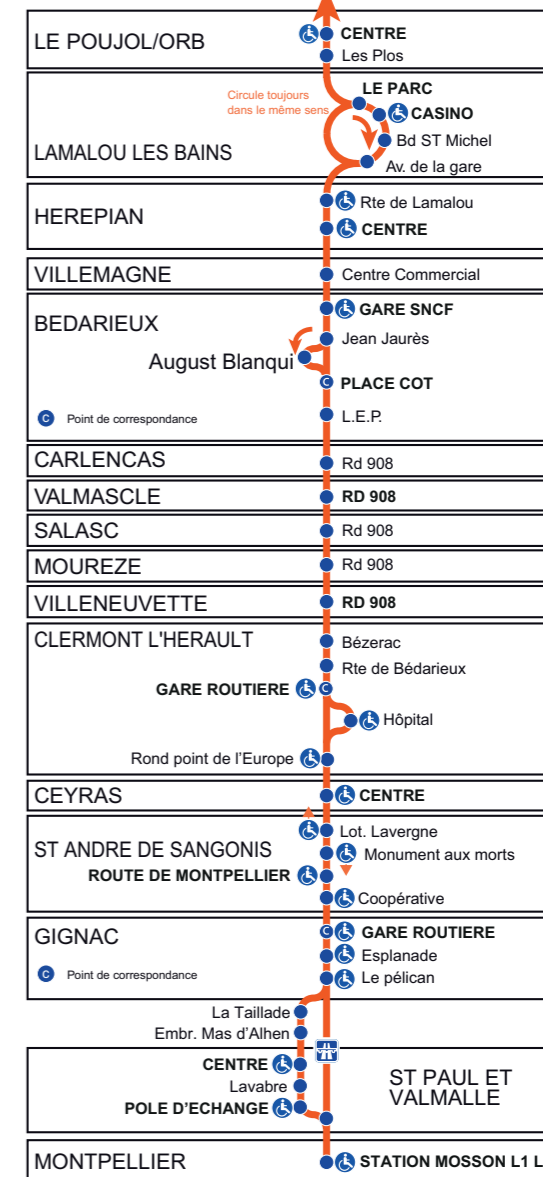 LE POUJOL/ORB
CENTRE
Les Plos
LE PARC
Circule toujours
dans le même sens
CASINO
Bd ST Michel
LAMALOU LES BAINS
Av. de la gare
Rte de Lamalou
HEREPIAN
CENTRE
VILLEMAGNE
Centre Commercial
GARE SNCF
BEDARIEUX
Jean Jaurès
August Blanqui
C PLACE COT
C Point de correspondance
L.E.P.
CARLENCAS
Rd 908
VALMASCLE
RD 908
SALASC
Rd 908
MOUREZE
Rd 908
VILLENEUVETTE
RD 908
CLERMONT L'HERAULT
Bézerac
Rte de Bédarieux
GARE ROUTIERE C
Hôpital
Rond point de l'Europe
CEYRAS
CENTRE
Lot. Lavergne
ST ANDRE DE SANGONIS
Monument aux morts
ROUTE DE MONTPELLIER
Coopérative
GIGNAC
C GARE ROUTIERE
Esplanade
C Point de correspondance
Le pélican
La Taillade
Embr. Mas d'Alhen
CENTRE
ST PAUL ET
VALMALLE
Lavabre
POLE D'ECHANGE
MONTPELLIER
STATION MOSSON L1 L